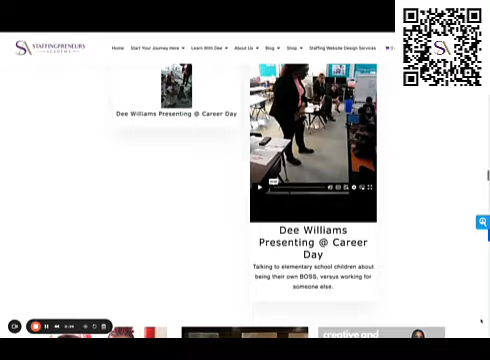 STAFFINGPRENEURS
ACADEMY
Home Start Your Journey Here Learn With Dee About Us Blog Shop Staffing Website Design Services
Dee Williams Presenting @ Career Day
Dee Williams
Presenting @ Career
Day
Talking to elementary school children about
being their own BOSS, versus working for
someone else.
creative and